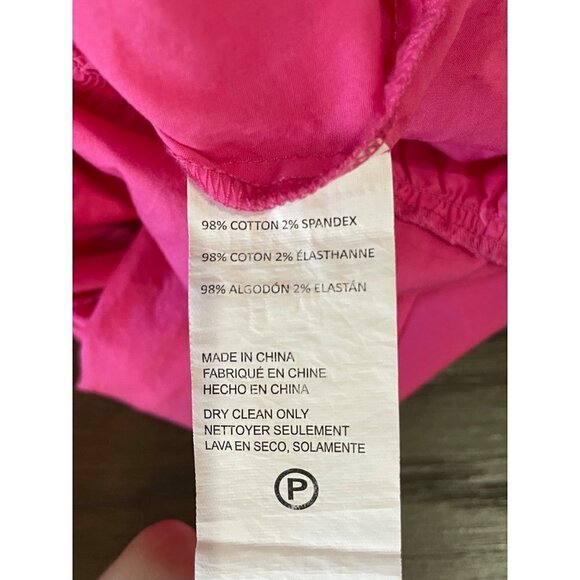 98% COTTON 2% SPANDEX
98% COTON 2% ÉLASTHANNE
98% ALGODÓN 2% ELASTÁN
MADE IN CHINA
FABRIQUÉ EN CHINE
HECHO EN CHINA
DRY CLEAN ONLY
NETTOYER SEULEMENT
LAVA EN SECO, SOLAMENTE
P